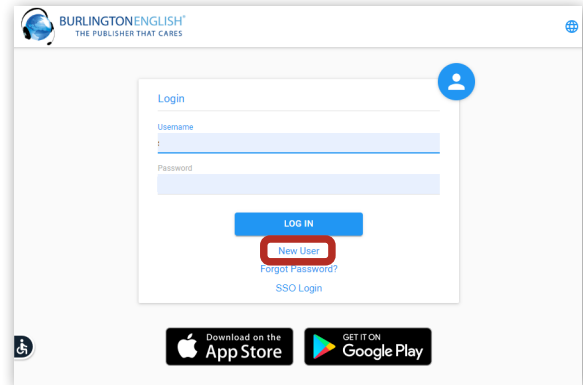 BURLINGTONENGLISH®
THE PUBLISHER THAT CARES
Login
Username
Password
LOG IN
New User
Forgot Password?
SSO Login
Download on the
App Store
GET IT ON
Google Play